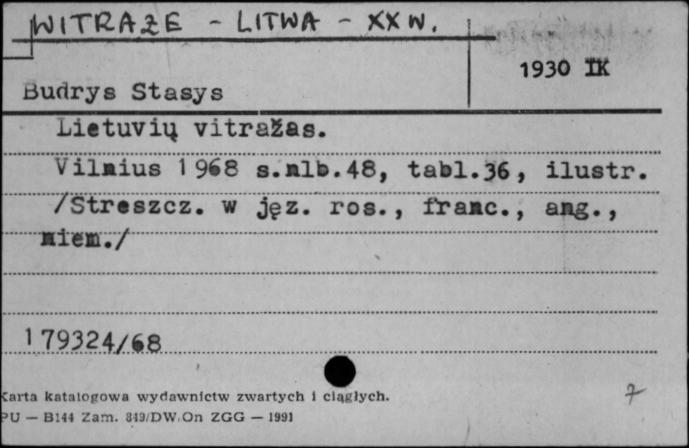 WITRAŻE - LITWA - XX W.
1930 IK
Budrys Stasys
Lietuvių vitražas.
Vilnius 1968 s.nlb.48, tabl.36, ilustr.
/Streszcz. w jęz. ros., franc., ang.,
niem./
179324/68
Karta katalogowa wydawnictw zwartych i ciągłych.
7
PU — B144 Zam. 849/DW.On ZGG — 1991